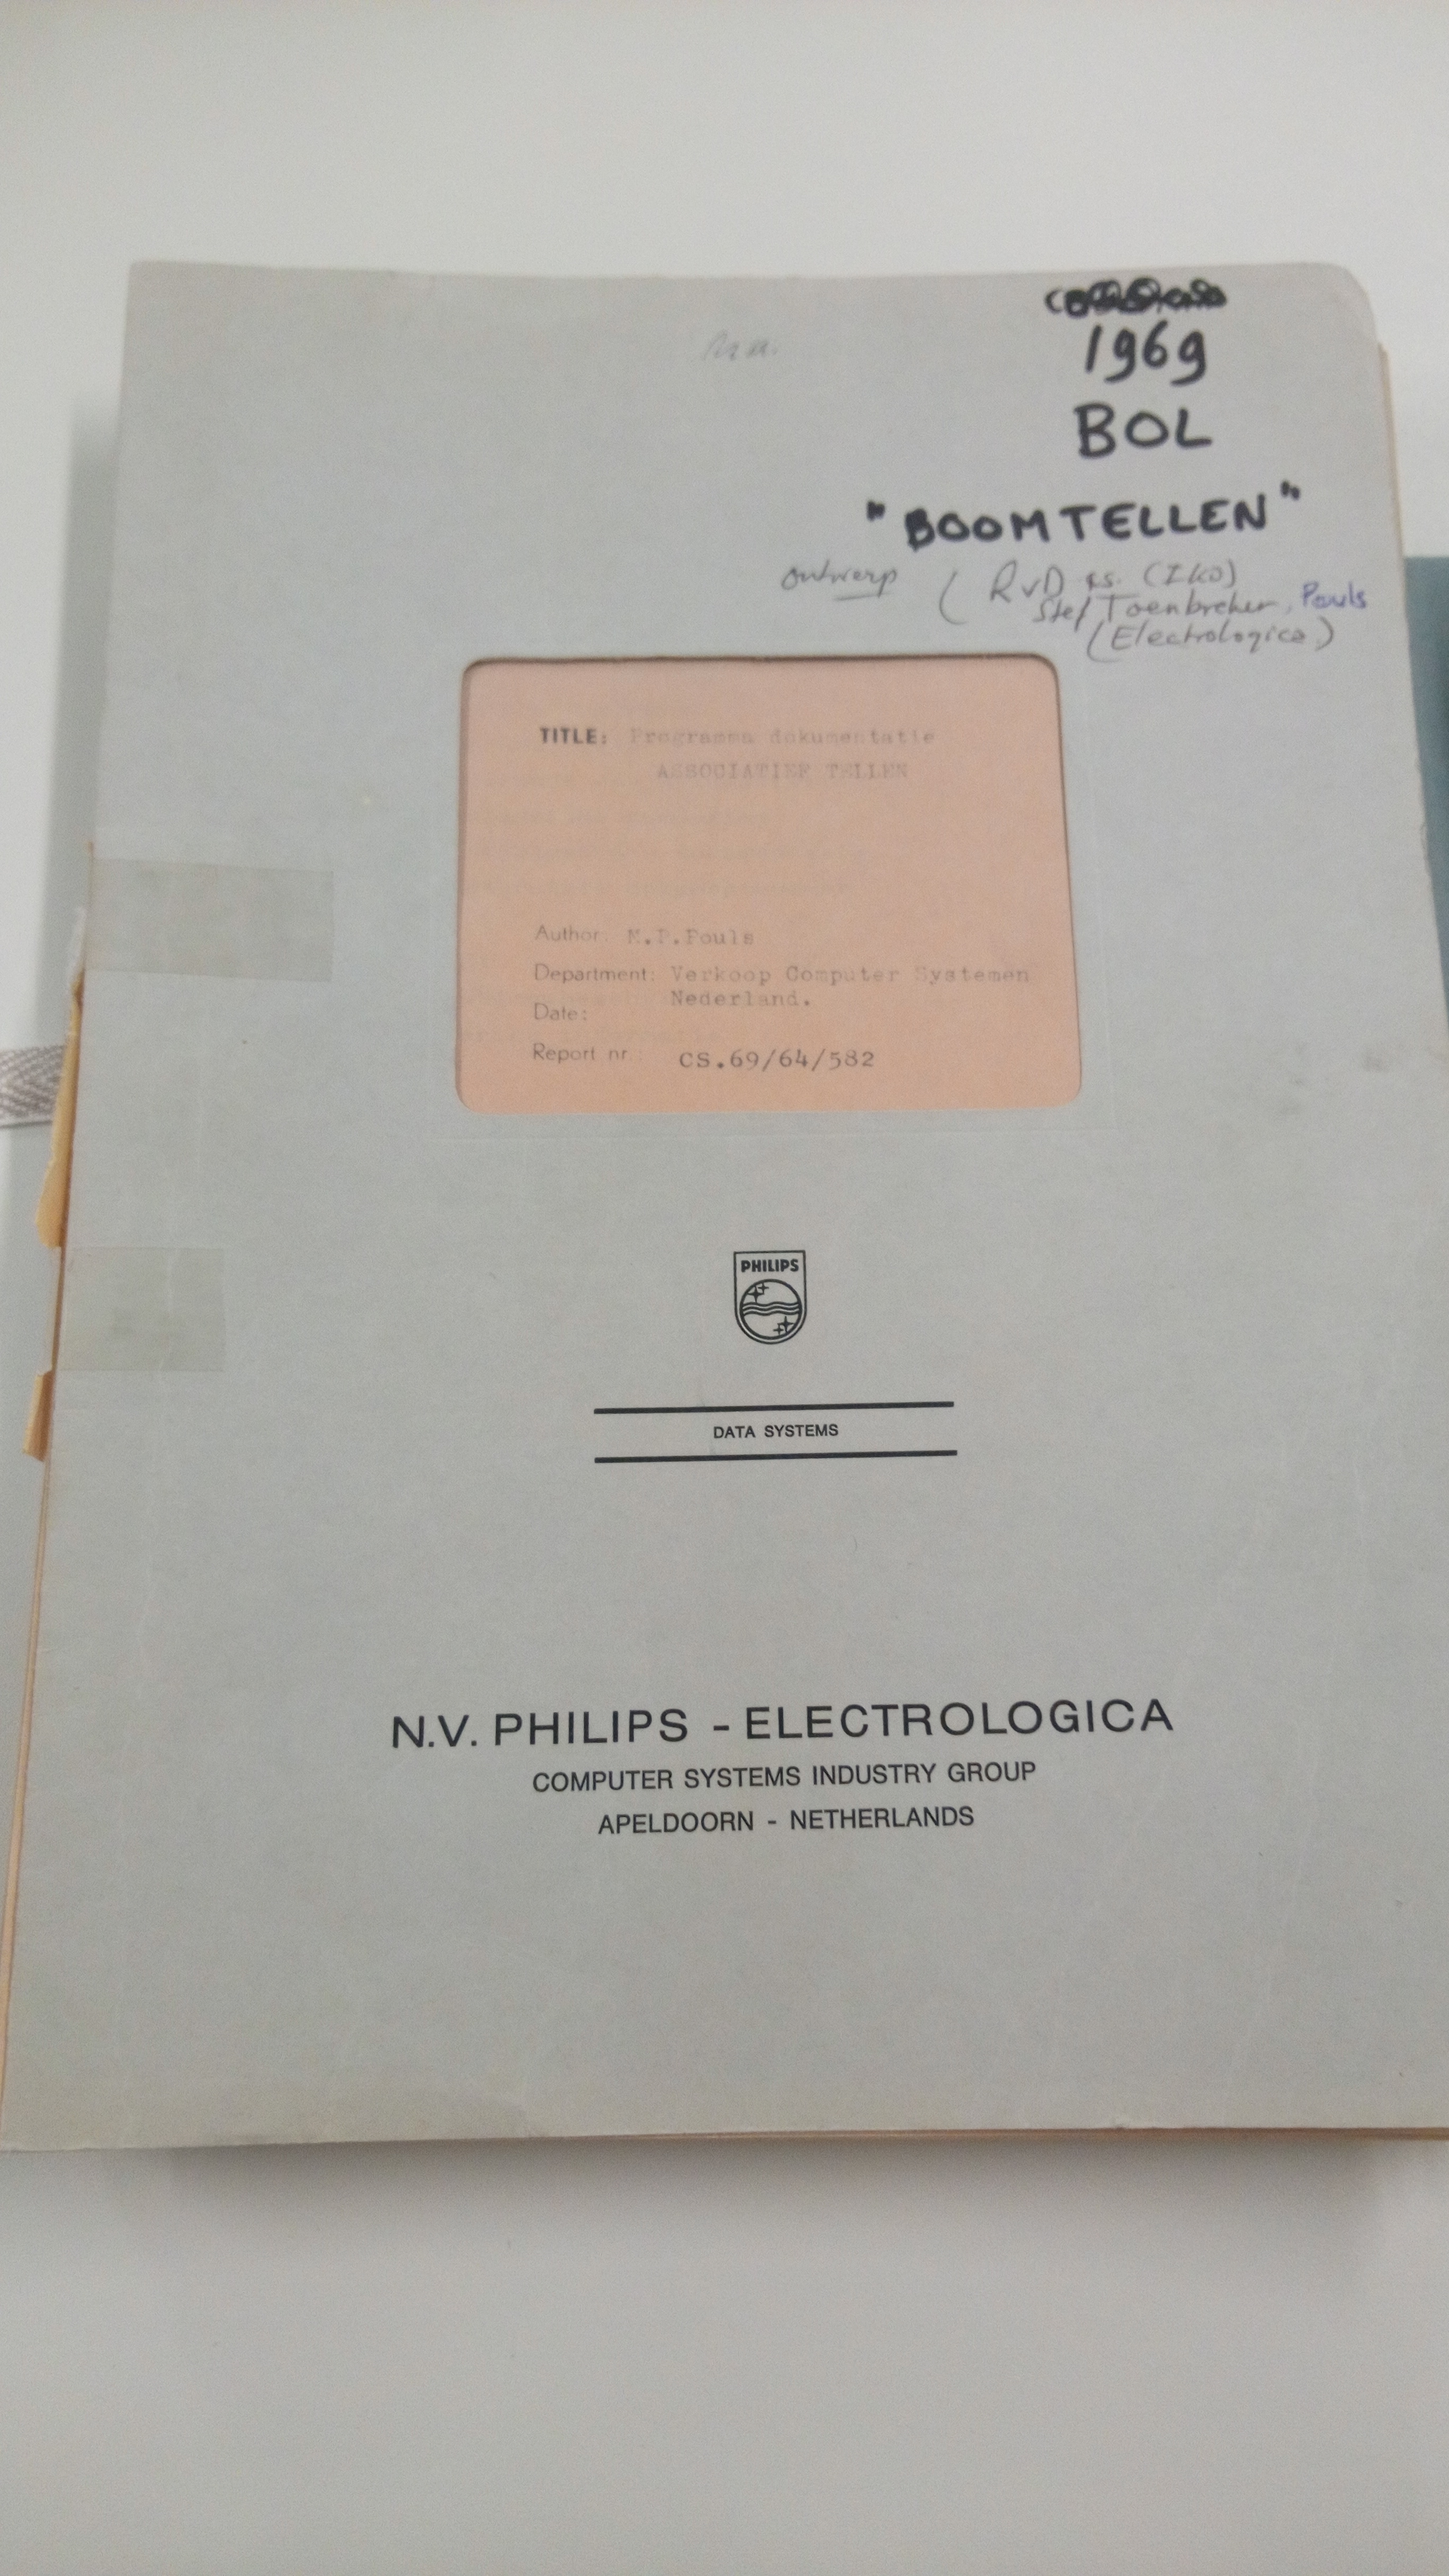 1969
BOL
"BOOMTELLEN"
ontwerp ( RvD cs. (IKO)
Stef Toenbreker, Pouls
(Electrologica)
TITLE: Programma dokumentatie
ASSOCIATIEF TELLEN
Author: N.P.Pouls
Department: Verkoop Computer Systemen
Nederland.
Date:
Report nr.: CS.69/64/582
PHILIPS
DATA SYSTEMS
N.V. PHILIPS - ELECTROLOGICA
COMPUTER SYSTEMS INDUSTRY GROUP
APELDOORN - NETHERLANDS